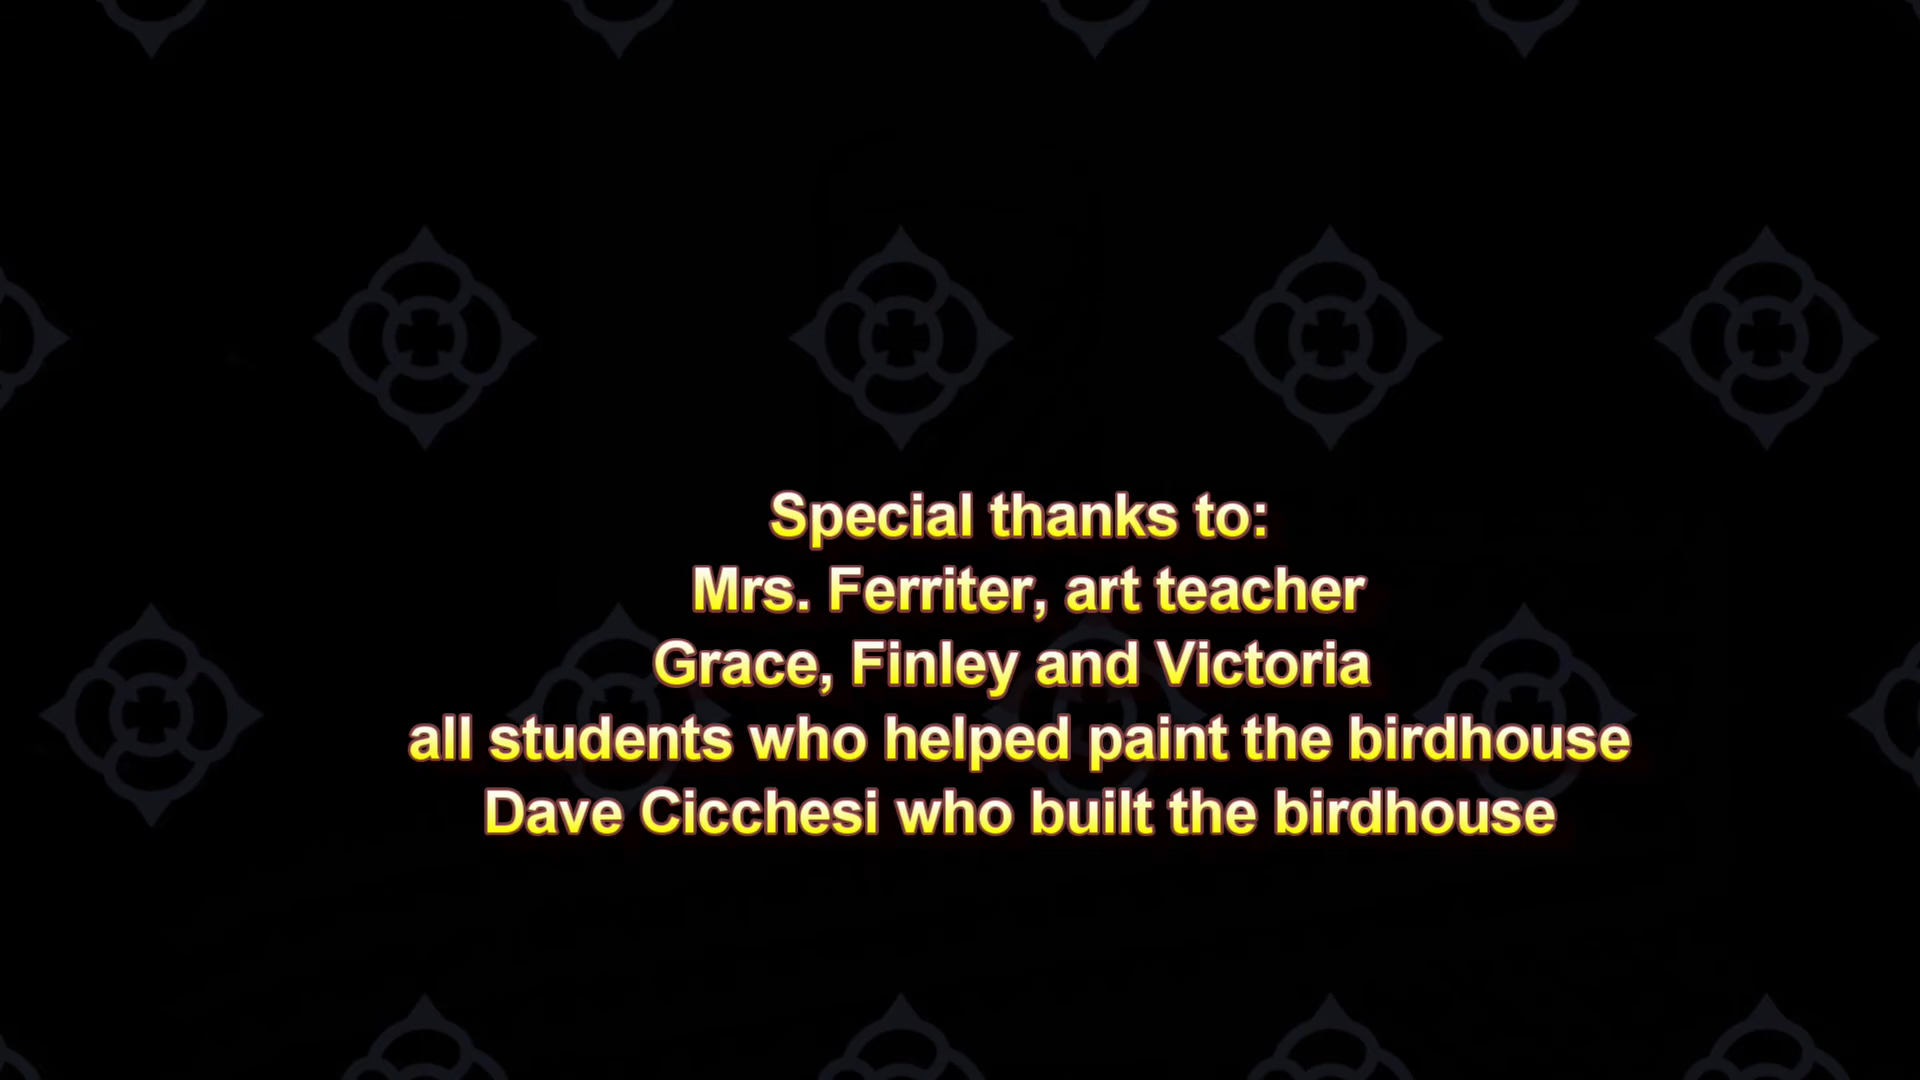 Special thanks to:
Mrs. Ferriter, art teacher
Grace, Finley and Victoria
all students who helped paint the birdhouse
Dave Cicchesi who built the birdhouse